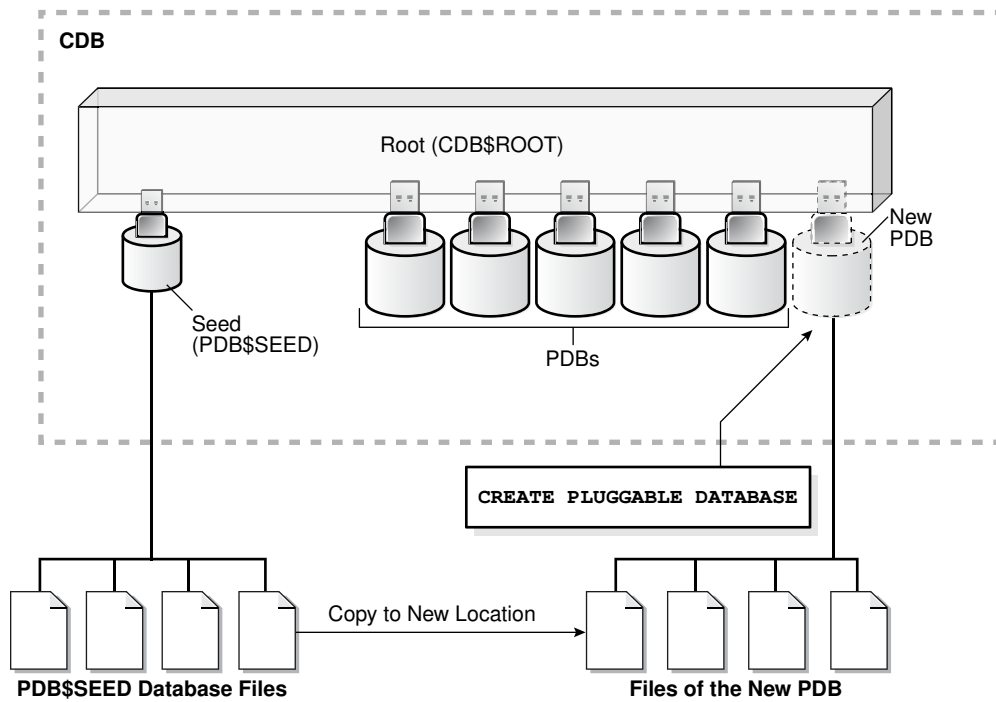 CDB
Root (CDB$ROOT)
New
PDB
Seed
(PDB$SEED)
PDBs
CREATE PLUGGABLE DATABASE
Copy to New Location
PDB$SEED Database Files
Files of the New PDB